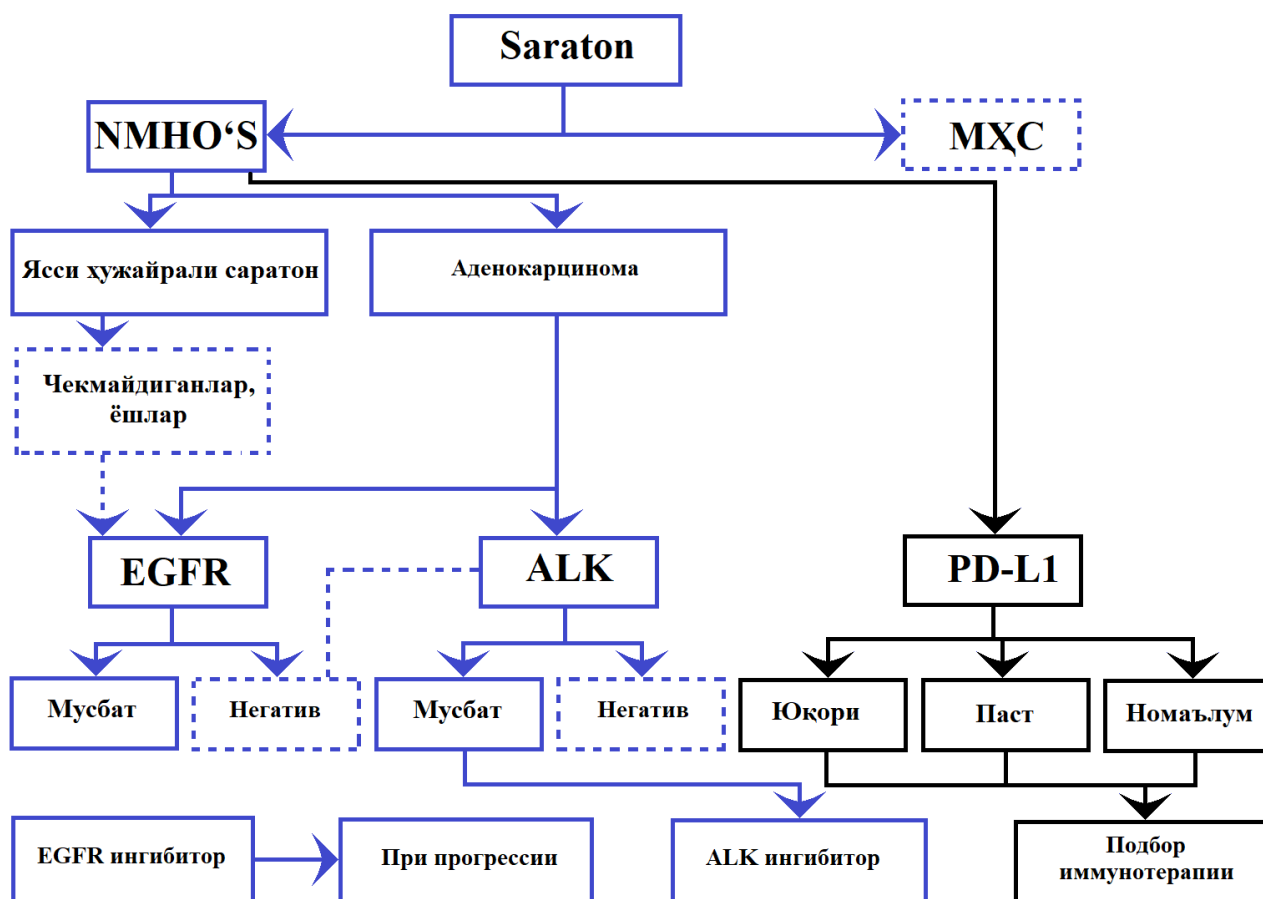 Saraton
NMHO‘S
МҲС
Ясси ҳужайрали саратон
Аденокарцинома
Чекмайдиганлар,
ёшлар
EGFR
ALK
PD-L1
Мусбат
Негатив
Мусбат
Негатив
Юқори
Паст
Номаълум
EGFR ингибитор
При прогрессии
ALK ингибитор
Подбор
иммунотерапии